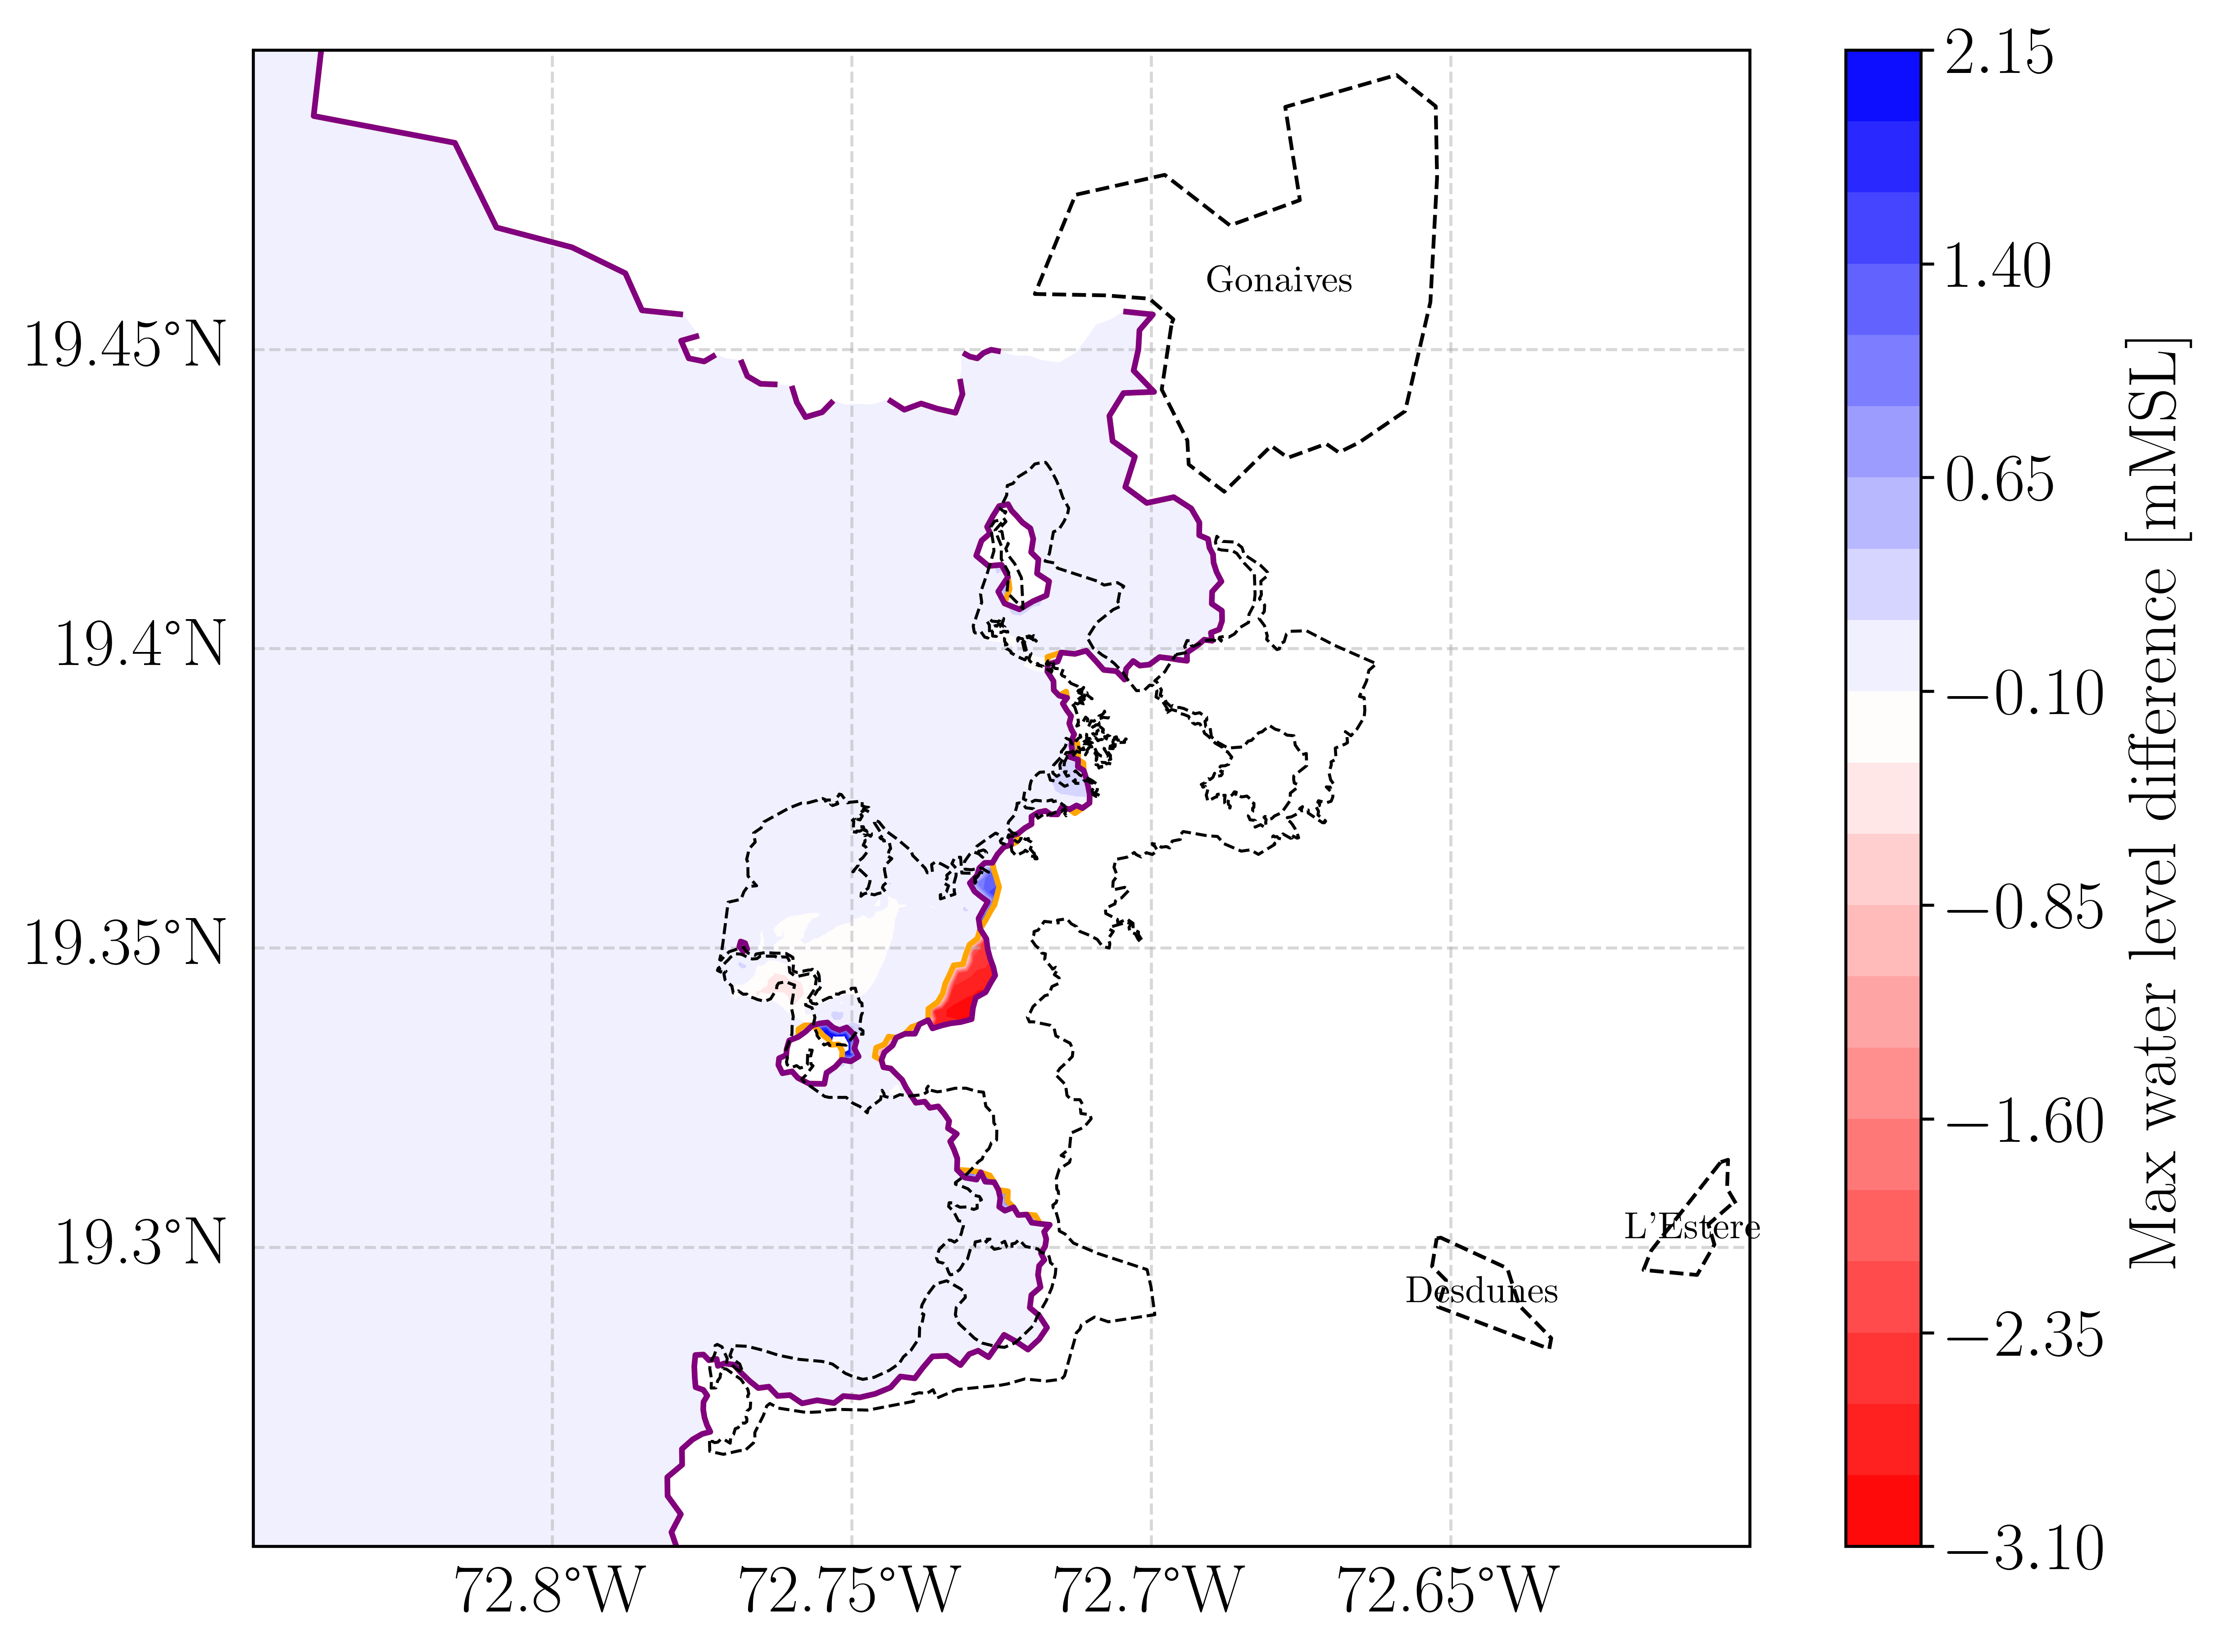 Gonaives
L'Estere
Desdunes
19.45°N
19.4°N
19.35°N
19.3°N
72.8°W
72.75°W
72.7°W
72.65°W
2.15
1.40
0.65
−0.10
−0.85
−1.60
−2.35
−3.10
Max water level difference [mMSL]